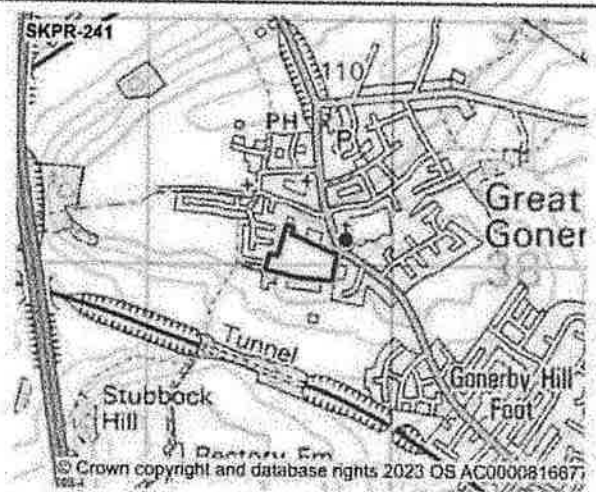 SKPR-241
110
PH
P
Great
Goner
38
Tunnel
Gonerby Hill
Foot
Stubbock
Hill
Rectory Fm
© Crown copyright and database rights 2023 OS AC0000816677